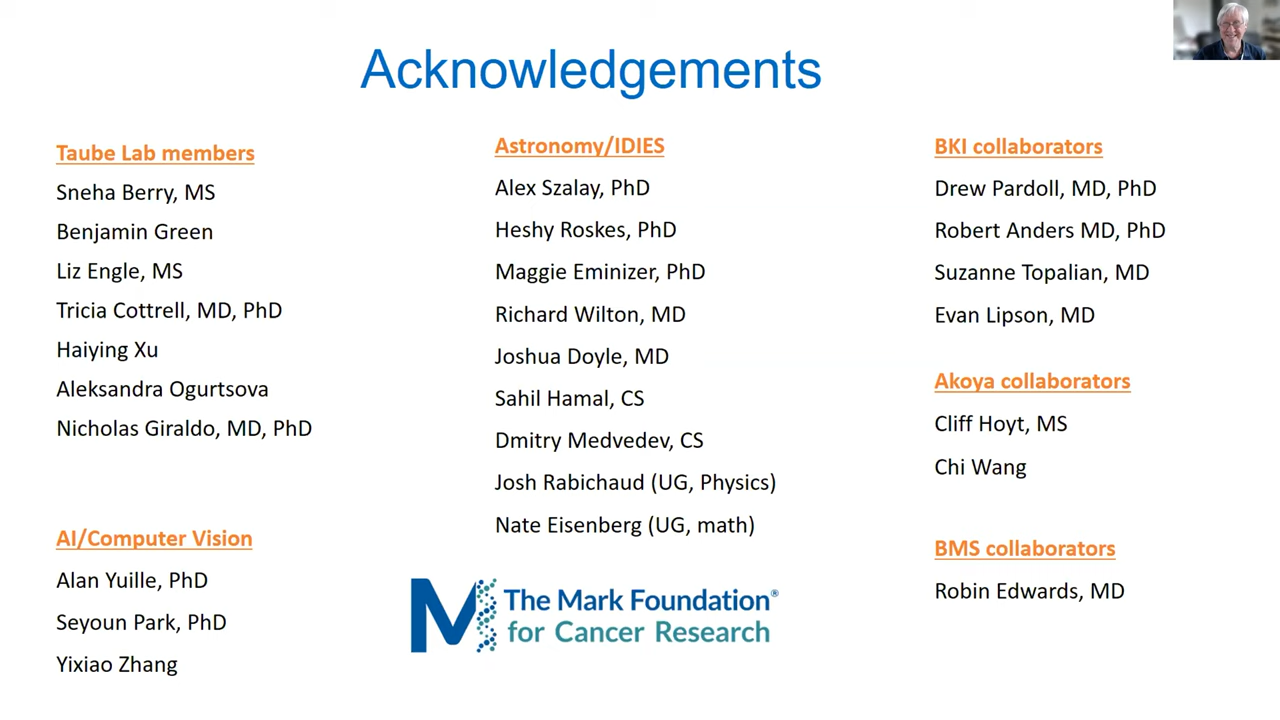 Acknowledgements
Taube Lab members
Sneha Berry, MS
Benjamin Green
Liz Engle, MS
Tricia Cottrell, MD, PhD
Haiying Xu
Aleksandra Ogurtsova
Nicholas Giraldo, MD, PhD
AI/Computer Vision
Alan Yuille, PhD
Seyoun Park, PhD
Yixiao Zhang
Astronomy/IDIES
Alex Szalay, PhD
Heshy Roskes, PhD
Maggie Eminizer, PhD
Richard Wilton, MD
Joshua Doyle, MD
Sahil Hamal, CS
Dmitry Medvedev, CS
Josh Rabichaud (UG, Physics)
Nate Eisenberg (UG, math)
M The Mark Foundation®
for Cancer Research
BKI collaborators
Drew Pardoll, MD, PhD
Robert Anders MD, PhD
Suzanne Topalian, MD
Evan Lipson, MD
Akoya collaborators
Cliff Hoyt, MS
Chi Wang
BMS collaborators
Robin Edwards, MD